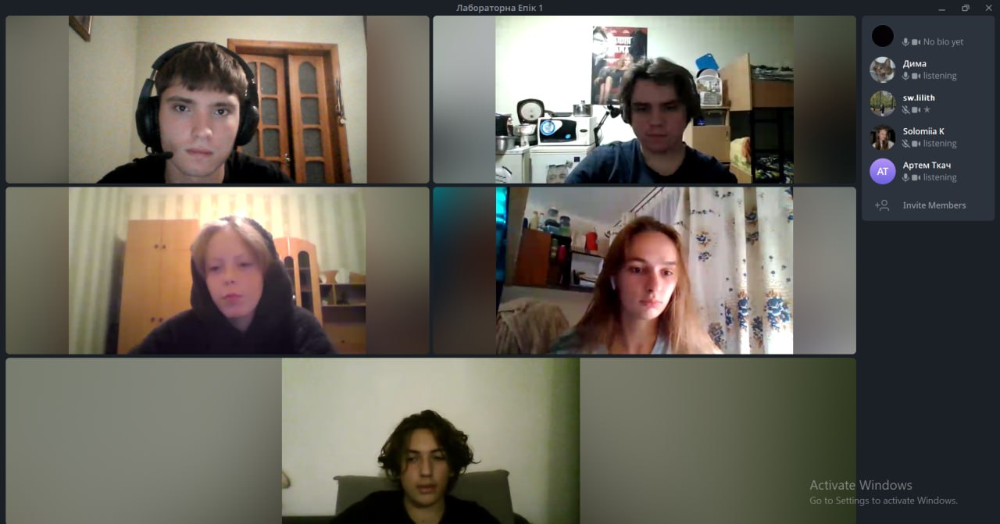 Лабораторна Епік 1
No bio yet
Дима
listening
sw.lilith
Solomiia K
listening
AT
Артем Ткач
listening
Invite Members
Activate Windows
Go to Settings to activate Windows.